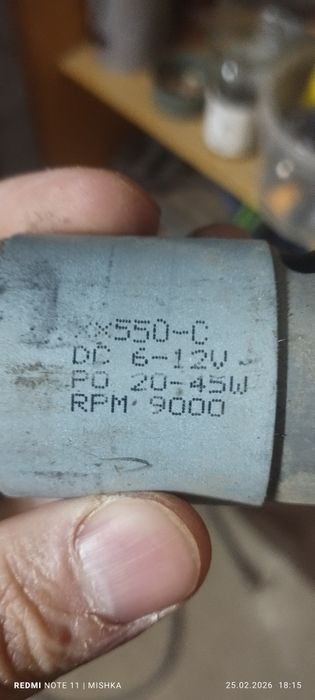 xx550-C
DC 6-12V
PO 20-45W
RPM 9000
REDMI NOTE 11 | MISHKA
25.02.2026 18:15